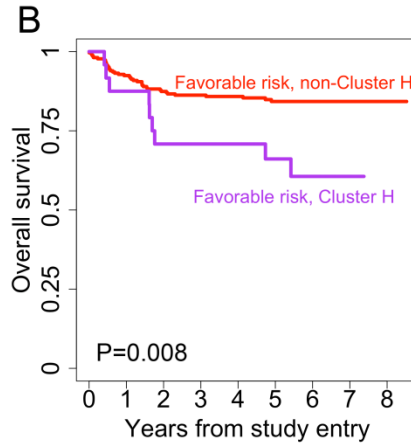 B
Overall survival
1
0.75
0.5
0.25
0
Favorable risk, non-Cluster H
Favorable risk, Cluster H
P=0.008
0 1 2 3 4 5 6 7 8
Years from study entry